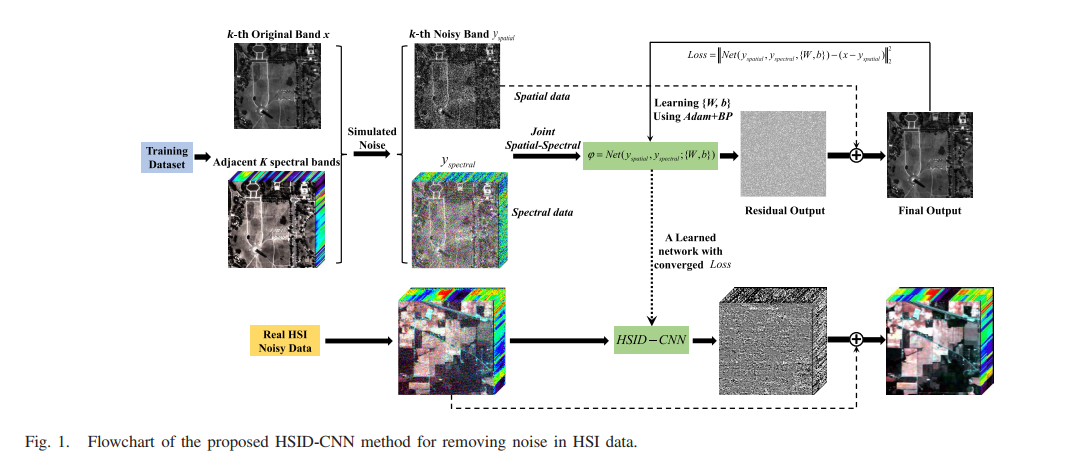 k-th Original Band x
k-th Noisy Band y_spatial
Loss = ||Net(y_spatial, y_spectral, {W,b}) − (x − y_spatial)||_2^2
Spatial data
Learning {W, b}
Using Adam+BP
Simulated
Noise
Joint
Spatial-Spectral
Training
Dataset
Adjacent K spectral bands
y_spectral
φ = Net(y_spatial, y_spectral; {W,b})
Spectral data
Residual Output
Final Output
A Learned
network with
converged Loss
Real HSI
Noisy Data
HSID−CNN
Fig. 1. Flowchart of the proposed HSID-CNN method for removing noise in HSI data.